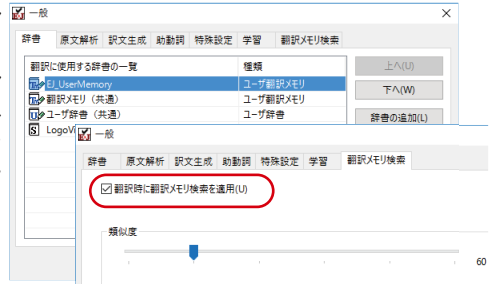 一般
辞書 原文解析 訳文生成 助動詞 特殊設定 学習 翻訳メモリ検索
翻訳に使用する辞書の一覧 種類
EJ_UserMemory ユーザ翻訳メモリ
翻訳メモリ（共通） ユーザ翻訳メモリ
ユーザ辞書（共通） ユーザ辞書
上へ(U)
下へ(W)
辞書の追加(L)
一般
辞書 原文解析 訳文生成 助動詞 特殊設定 学習 翻訳メモリ検索
翻訳時に翻訳メモリ検索を適用(U)
類似度
60